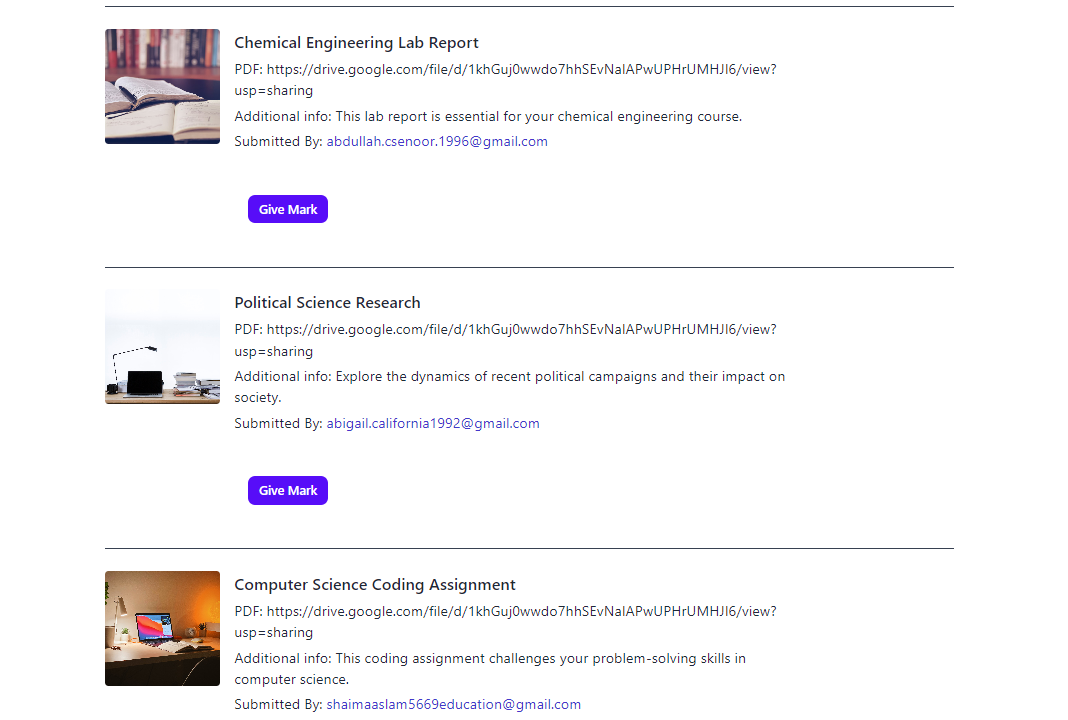 Chemical Engineering Lab Report
PDF: https://drive.google.com/file/d/1khGuj0wwdo7hhSEvNaIAPwUPHrUMHJI6/view?
usp=sharing
Additional info: This lab report is essential for your chemical engineering course.
Submitted By: abdullah.csenoor.1996@gmail.com
Give Mark
Political Science Research
PDF: https://drive.google.com/file/d/1khGuj0wwdo7hhSEvNaIAPwUPHrUMHJI6/view?
usp=sharing
Additional info: Explore the dynamics of recent political campaigns and their impact on
society.
Submitted By: abigail.california1992@gmail.com
Give Mark
Computer Science Coding Assignment
PDF: https://drive.google.com/file/d/1khGuj0wwdo7hhSEvNaIAPwUPHrUMHJI6/view?
usp=sharing
Additional info: This coding assignment challenges your problem-solving skills in
computer science.
Submitted By: shaimaaslam5669education@gmail.com